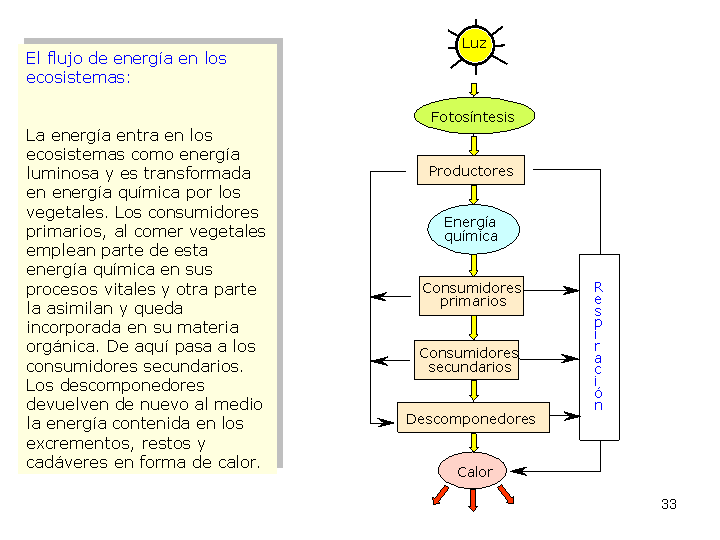 El flujo de energía en los
ecosistemas:
La energía entra en los
ecosistemas como energía
luminosa y es transformada
en energía química por los
vegetales. Los consumidores
primarios, al comer vegetales
emplean parte de esta
energía química en sus
procesos vitales y otra parte
la asimilan y queda
incorporada en su materia
orgánica. De aquí pasa a los
consumidores secundarios.
Los descomponedores
devuelven de nuevo al medio
la energía contenida en los
excrementos, restos y
cadáveres en forma de calor.
Luz
Fotosíntesis
Productores
Energía
química
Consumidores
primarios
Consumidores
secundarios
Descomponedores
Calor
Respiración
33